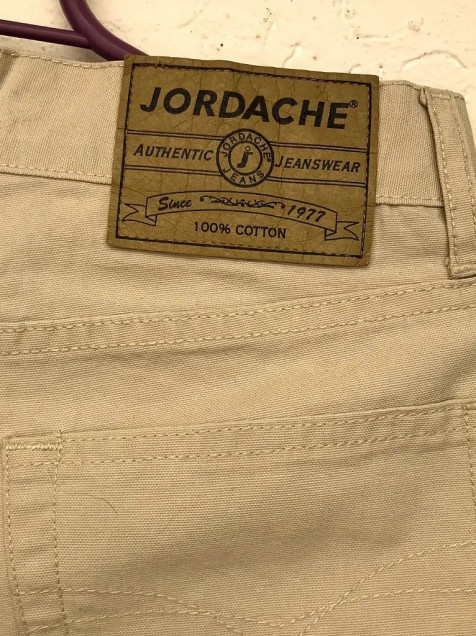 JORDACHE®
AUTHENTIC JEANSWEAR
JORDACHE
J
JEANS
Since 1977
100% COTTON